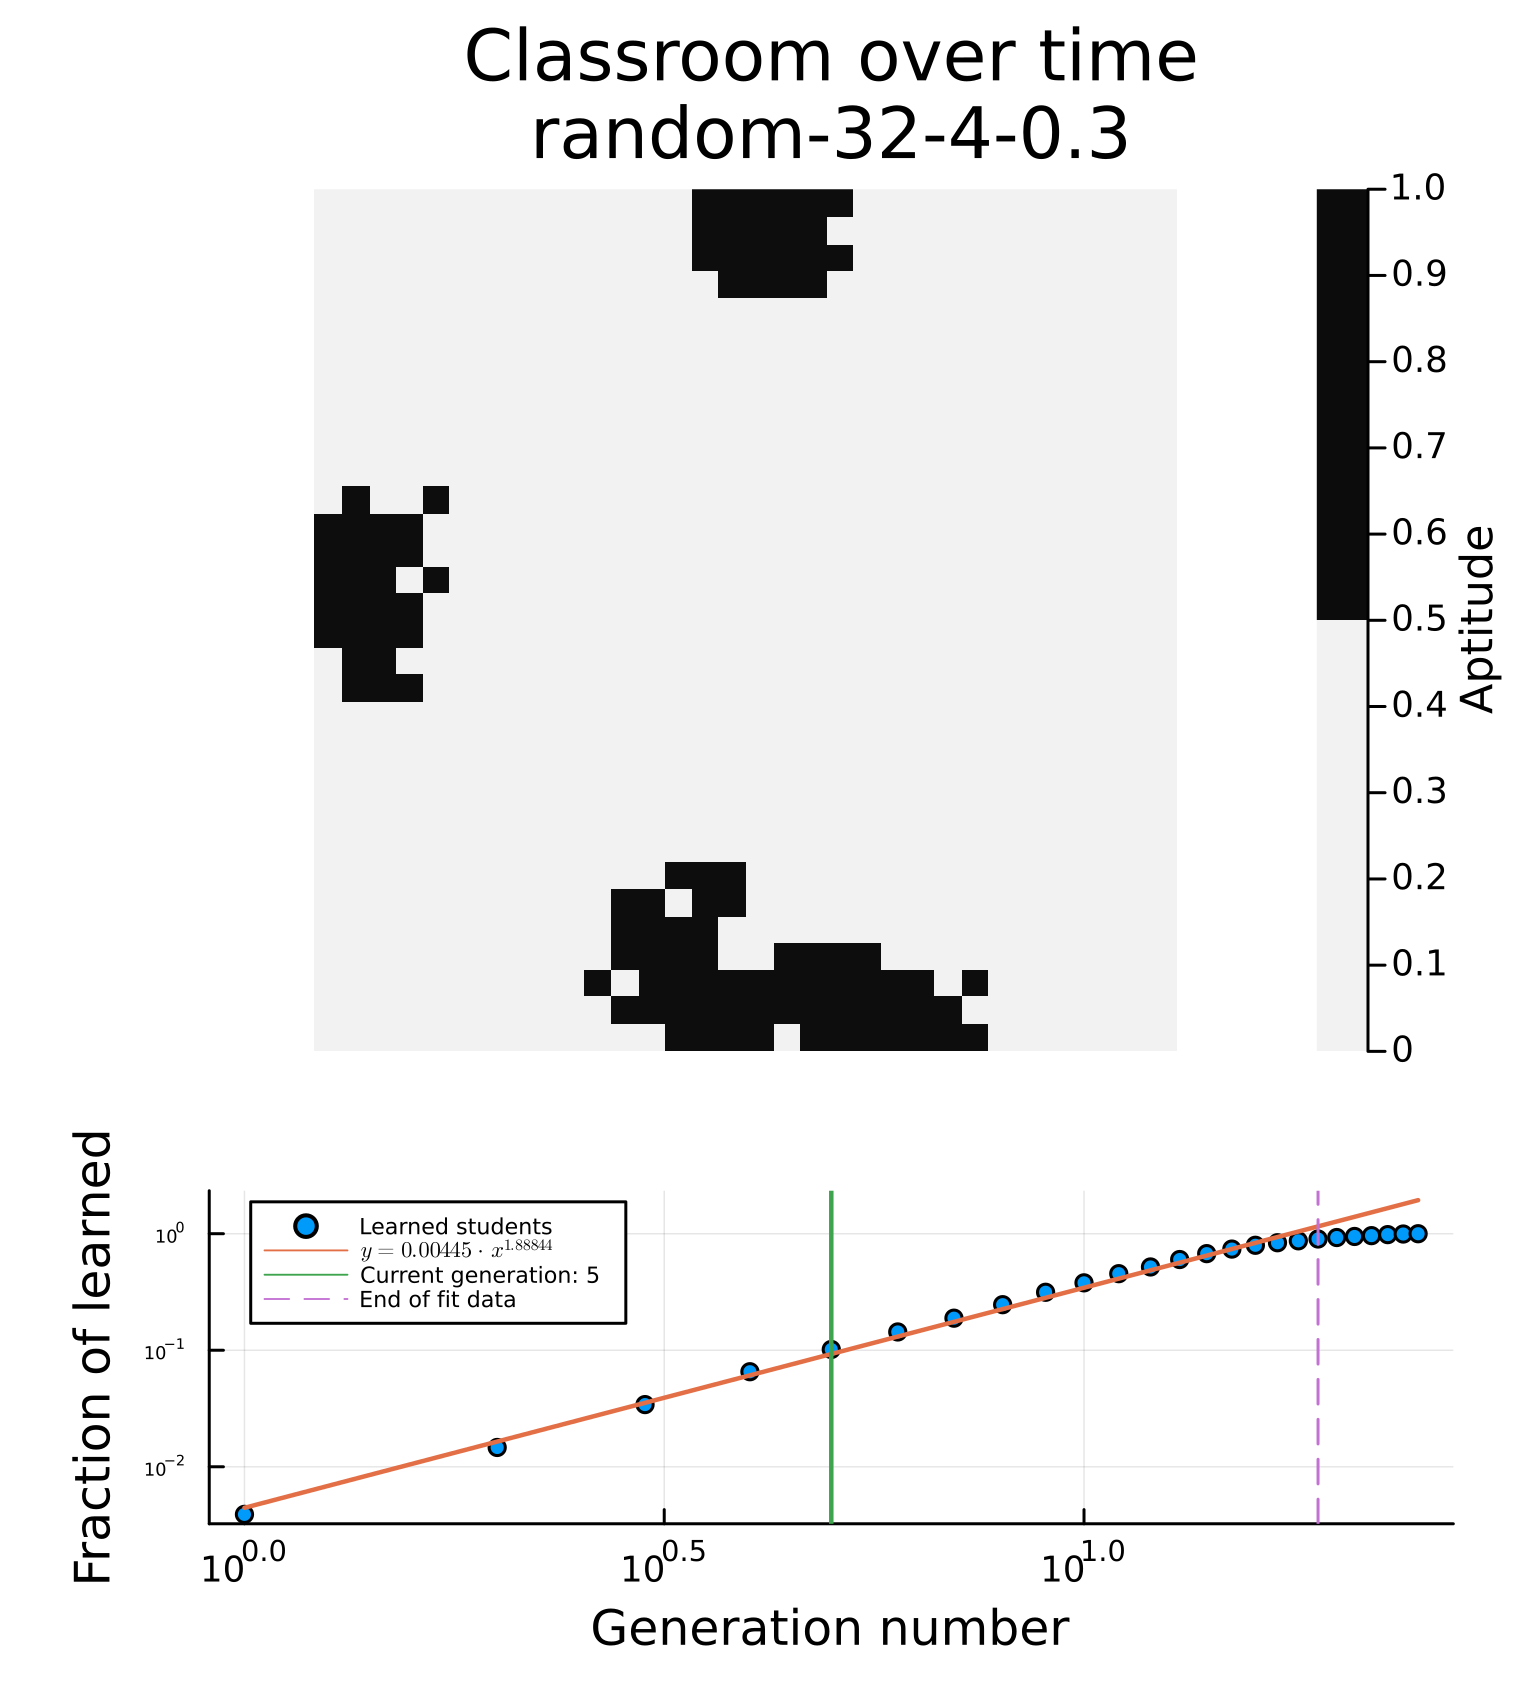 Classroom over time
random-32-4-0.3
1.0
0.9
0.8
0.7
0.6
0.5
0.4
0.3
0.2
0.1
0
Aptitude
Fraction of learned
10^0
10^-1
10^-2
Learned students
y = 0.00445 · x^1.88844
Current generation: 5
End of fit data
10^0.0
10^0.5
10^1.0
Generation number